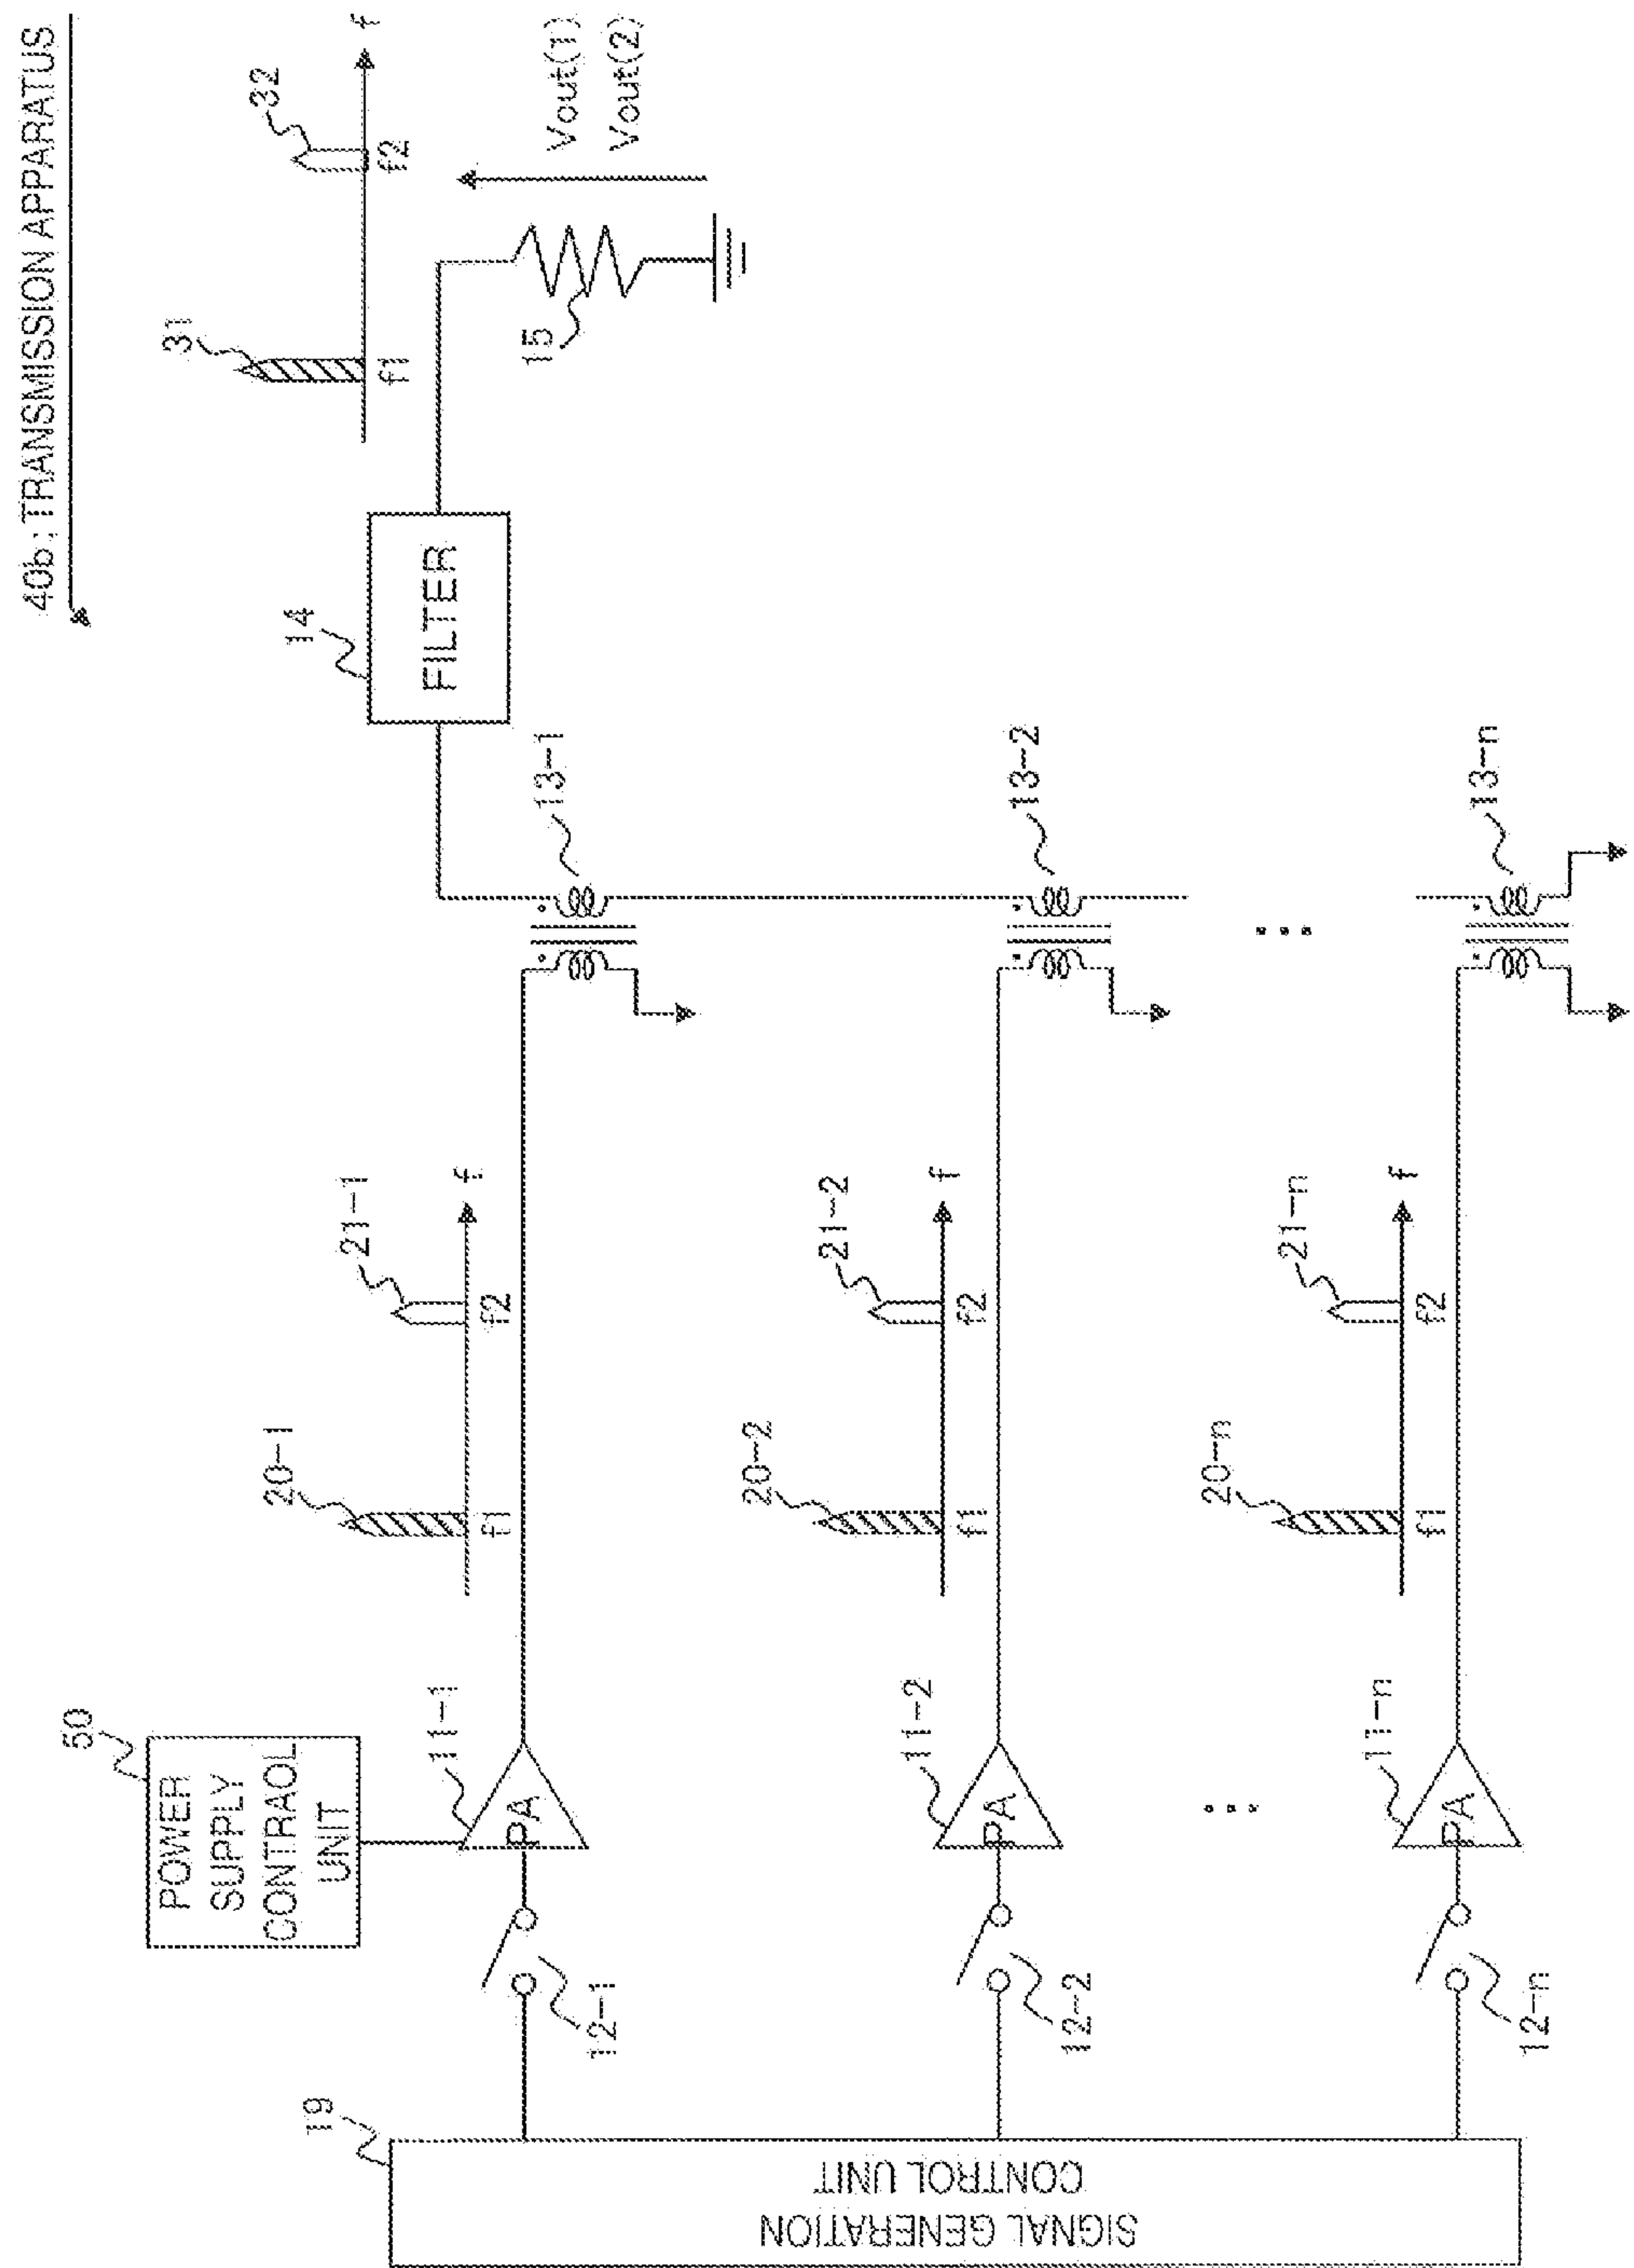 40b ; TRANSMISSION APPARATUS
31
32
f1
f2
f
14
FILTER
15
Vout(1)
Vout(2)
50
POWER
SUPPLY
CONTRAOL
UNIT
20-1
21-1
f1
f2
f
11-1
PA
12-1
13-1
19
SIGNAL GENERATION
CONTROL UNIT
20-2
21-2
f1
f2
f
11-2
PA
12-2
13-2
20-n
21-n
f1
f2
f
11-n
PA
12-n
13-n